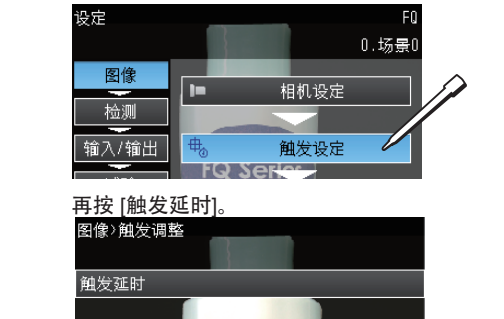 设定
FQ
0.场景0
图像
相机设定
检测
输入/输出
触发设定
FQ Series
再按 [触发延时]。
图像>触发调整
触发延时